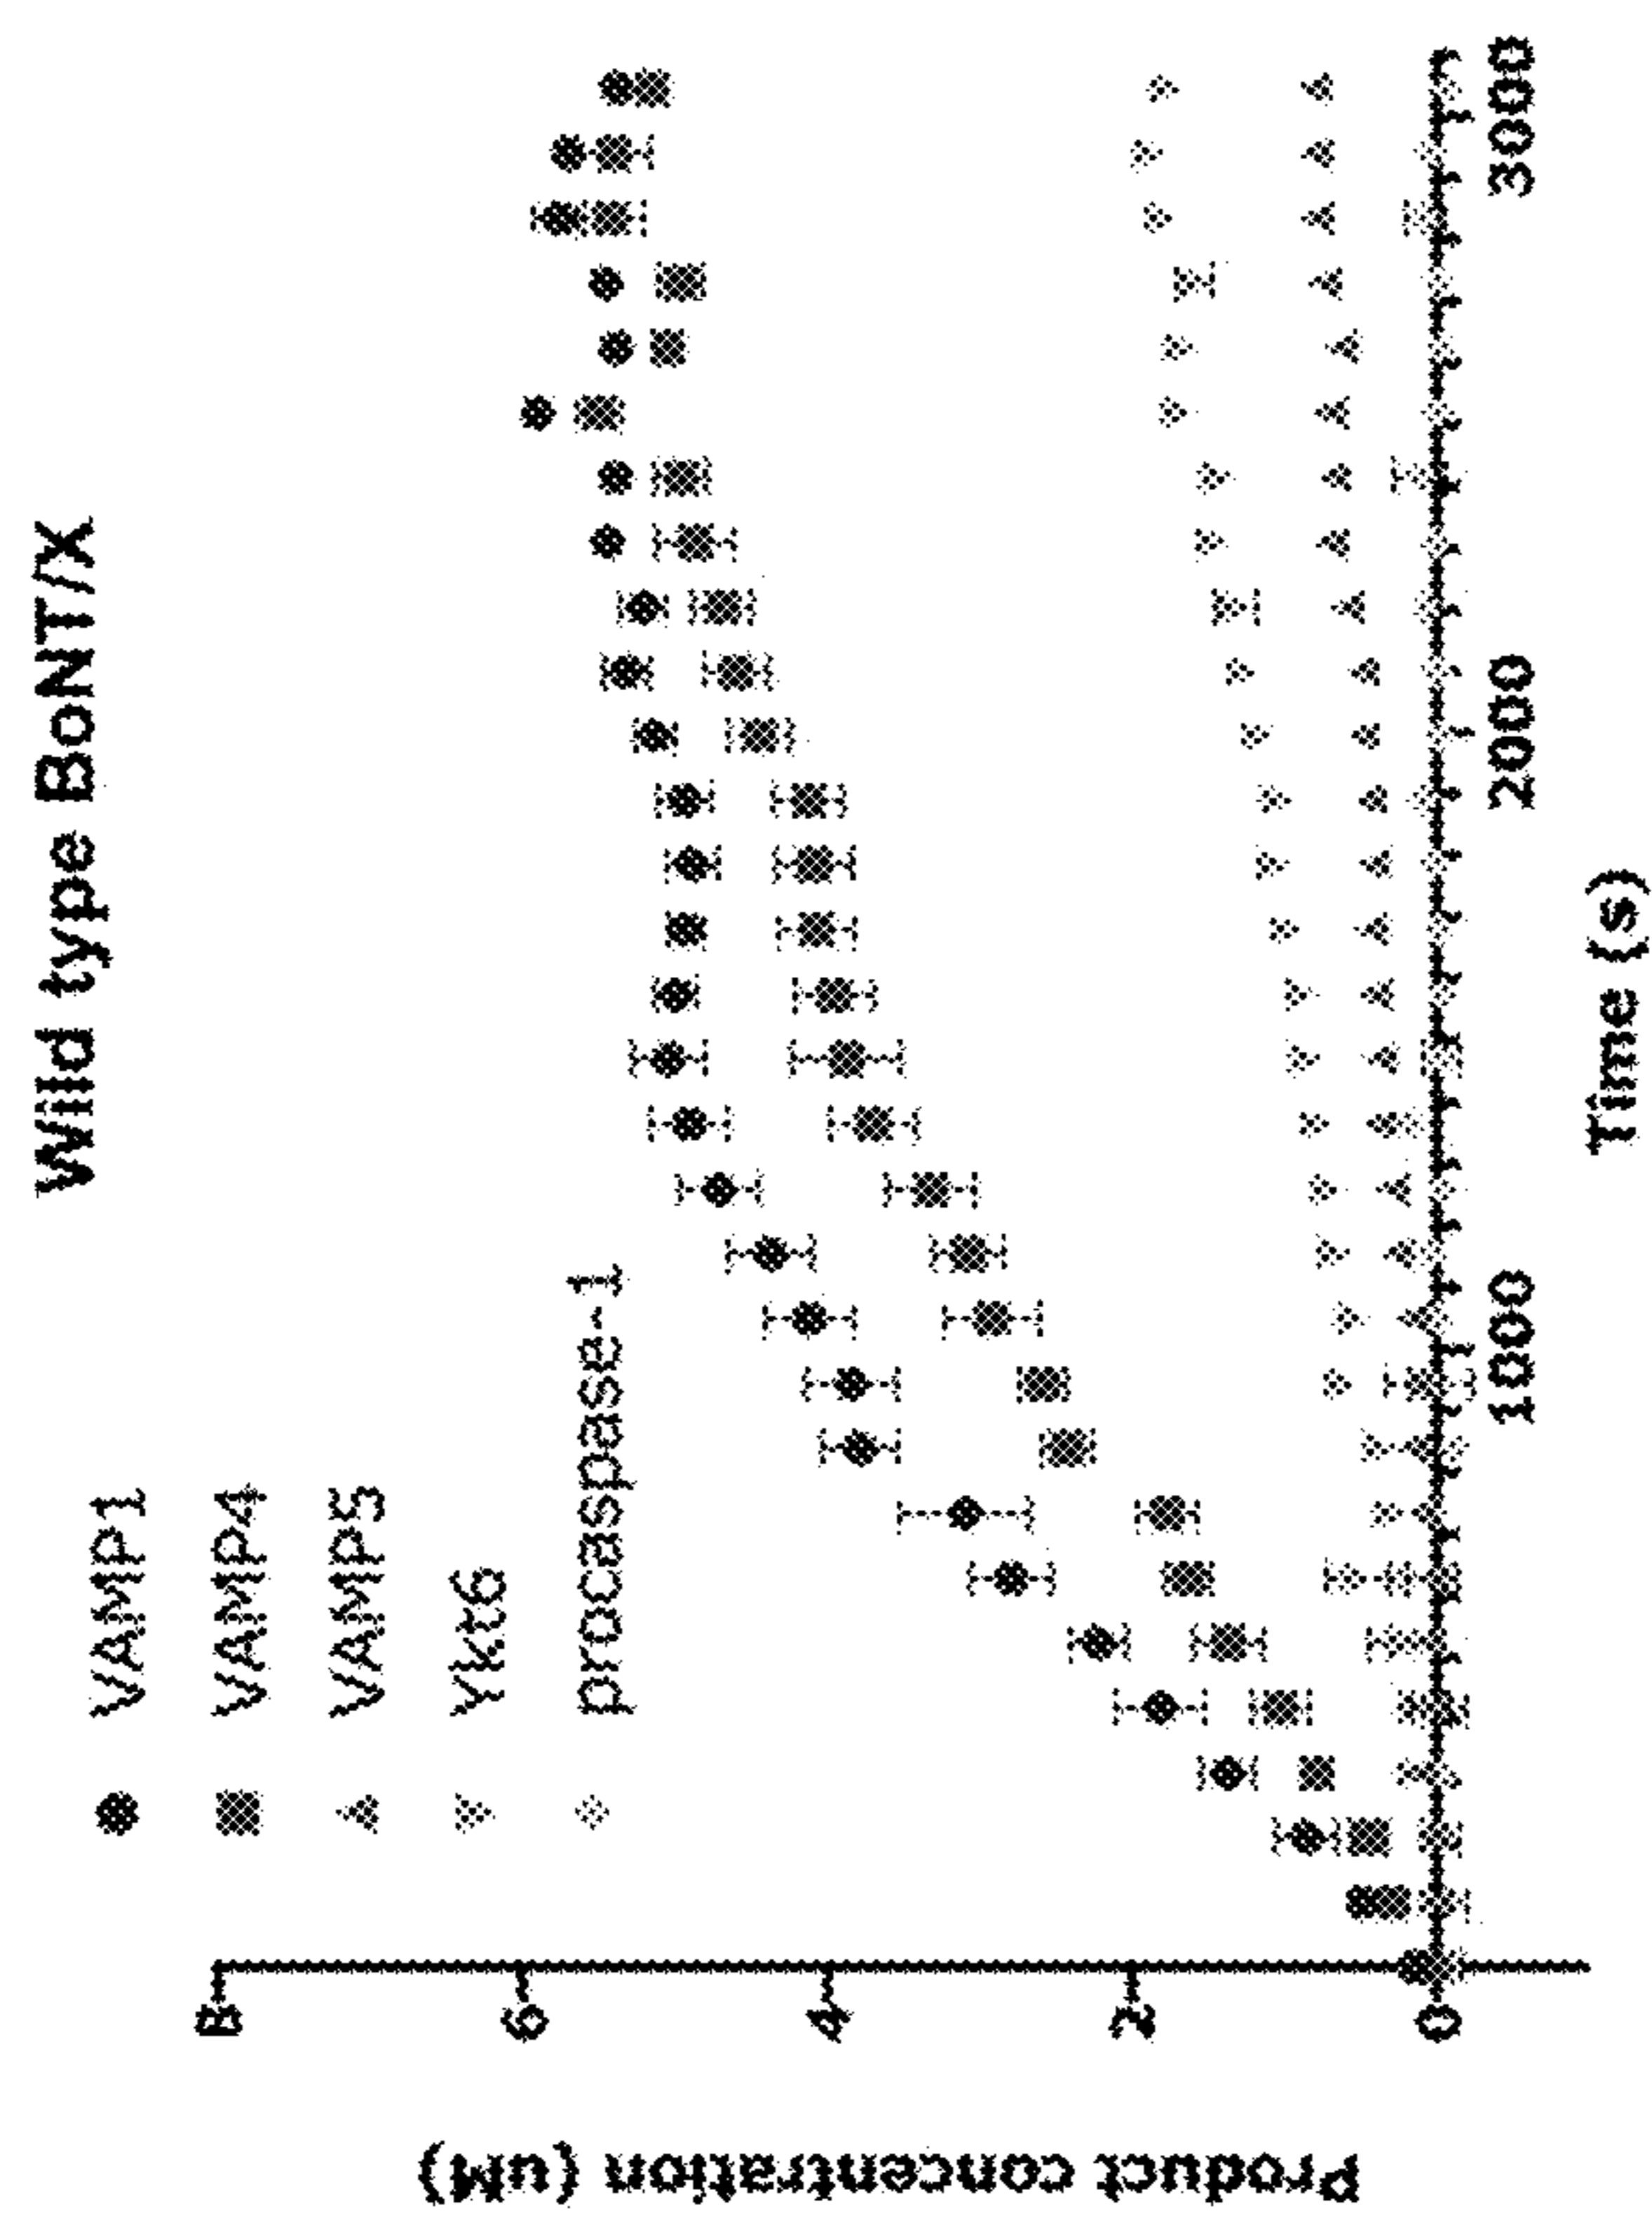 Wild type BoNT/X
VAMP1
VAMP4
VAMP5
Ykt6
procaspase-1
Product concentration (uM)
8
6
4
2
0
1000
2000
3000
Time (s)